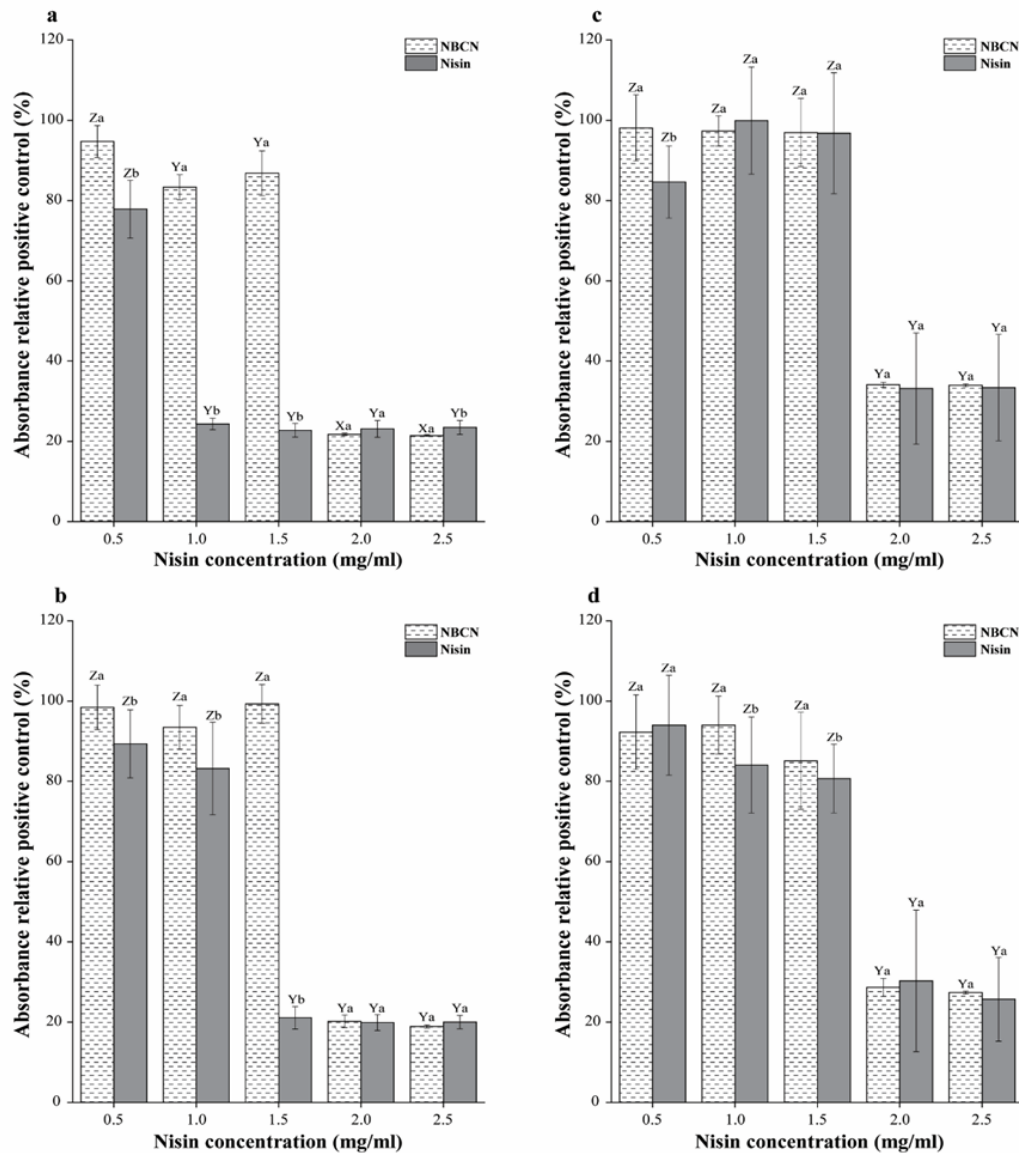 a
120
100
80
60
40
20
0
Absorbance relative positive control (%)
NBCN
Nisin
Za
Zb
Ya
Yb
Ya
Yb
Xa
Ya
Xa
Yb
0.5 1.0 1.5 2.0 2.5
Nisin concentration (mg/ml)
c
120
100
80
60
40
20
0
Absorbance relative positive control (%)
NBCN
Nisin
Za
Zb
Za
Za
Za
Za
Ya
Ya
Ya
Ya
0.5 1.0 1.5 2.0 2.5
Nisin concentration (mg/ml)
b
120
100
80
60
40
20
0
Absorbance relative positive control (%)
NBCN
Nisin
Za
Zb
Za
Zb
Za
Yb
Ya
Ya
Ya
Ya
0.5 1.0 1.5 2.0 2.5
Nisin concentration (mg/ml)
d
120
100
80
60
40
20
0
Absorbance relative positive control (%)
NBCN
Nisin
Za
Za
Za
Zb
Za
Zb
Ya
Ya
Ya
Ya
0.5 1.0 1.5 2.0 2.5
Nisin concentration (mg/ml)